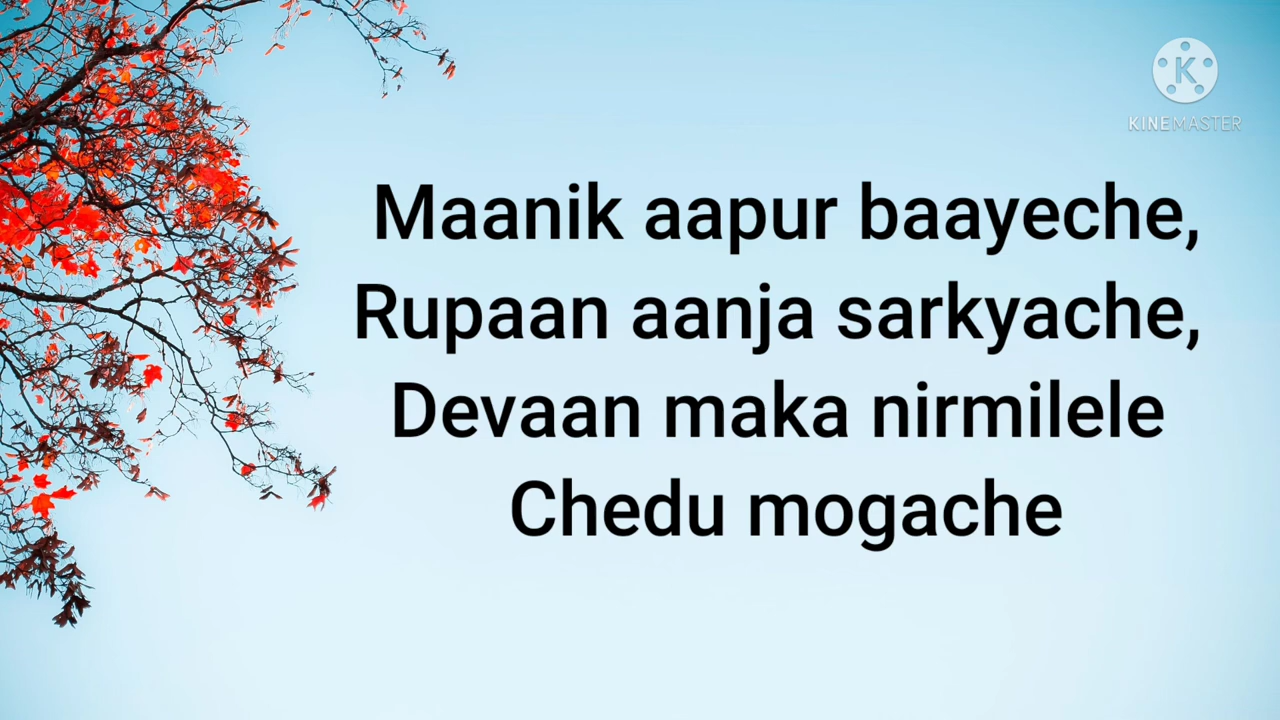 KINEMASTER
Maanik aapur baayeche,
Rupaan aanja sarkyache,
Devaan maka nirmilele
Chedu mogache